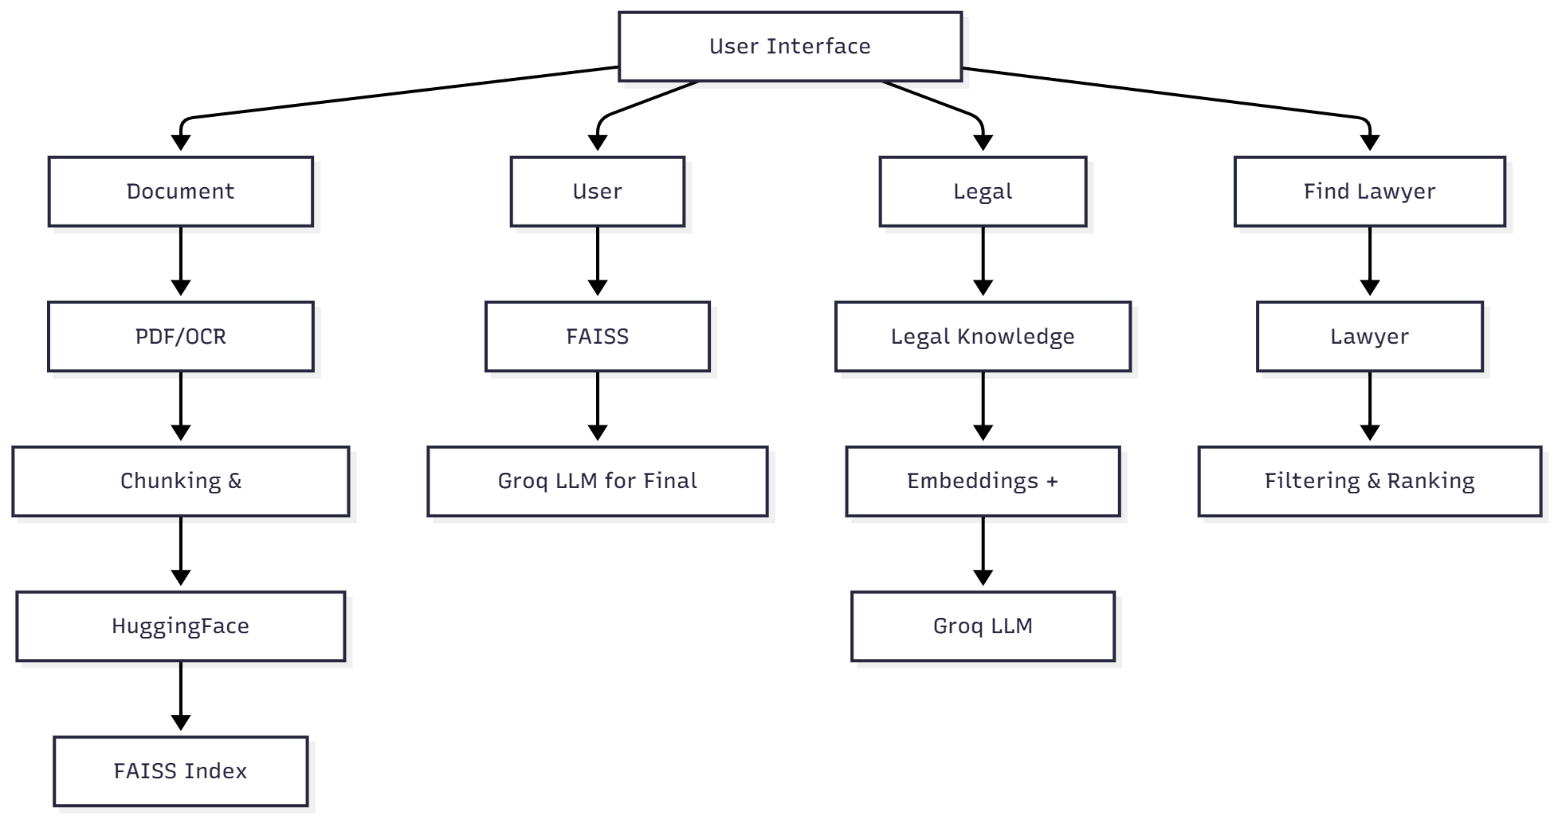 User Interface
Document
User
Legal
Find Lawyer
PDF/OCR
FAISS
Legal Knowledge
Lawyer
Chunking &
Groq LLM for Final
Embeddings +
Filtering & Ranking
HuggingFace
Groq LLM
FAISS Index